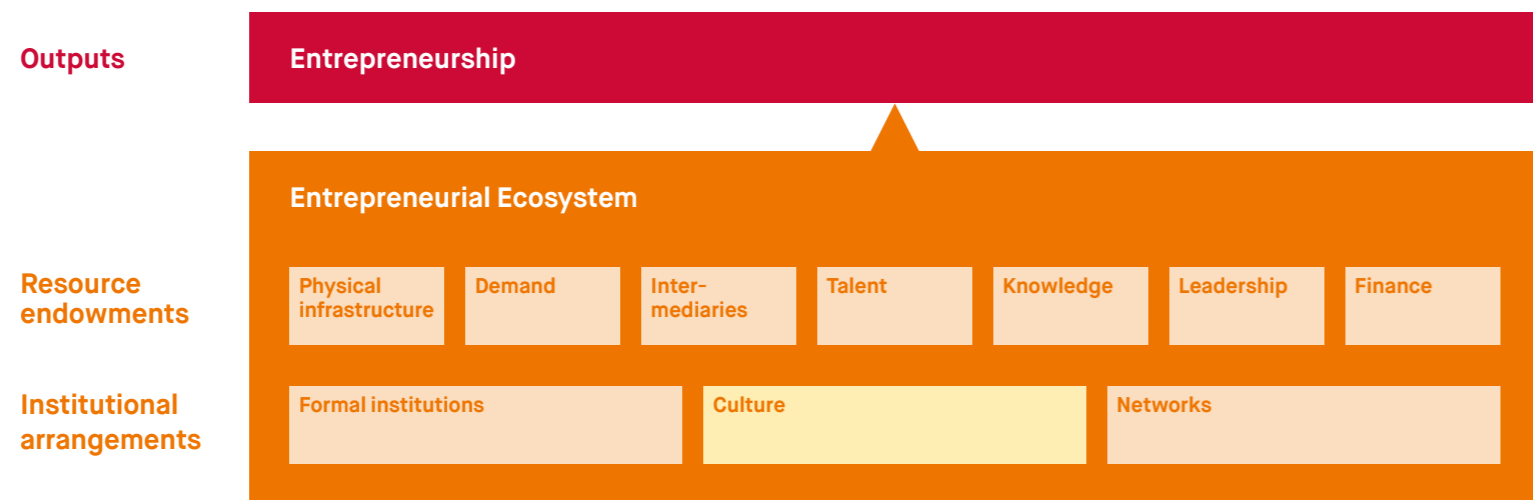 Outputs
Entrepreneurship
Entrepreneurial Ecosystem
Resource
endowments
Physical
infrastructure
Demand
Inter-
mediaries
Talent
Knowledge
Leadership
Finance
Institutional
arrangements
Formal institutions
Culture
Networks